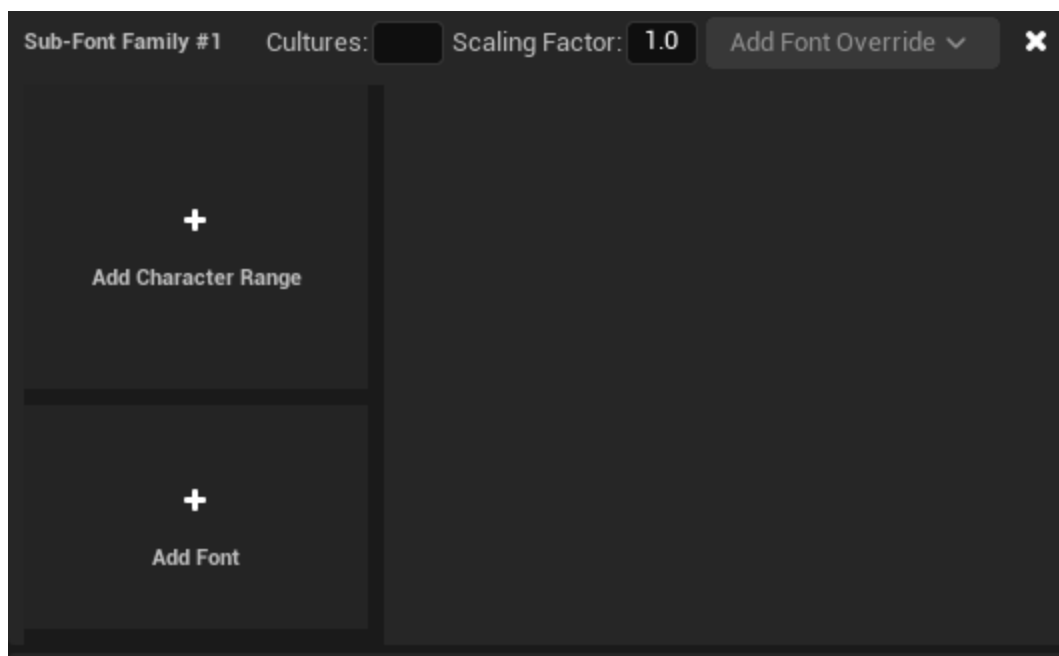 Sub-Font Family #1 Cultures: Scaling Factor: 1.0 Add Font Override
Add Character Range
Add Font